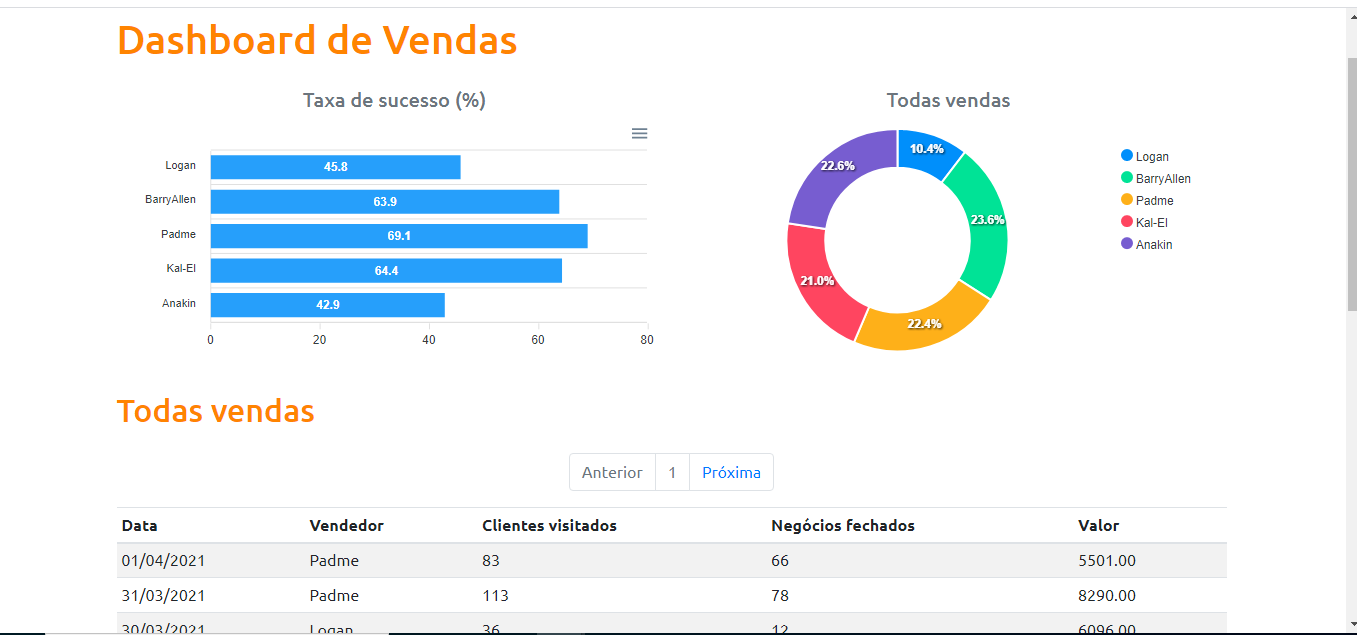 Dashboard de Vendas
Taxa de sucesso (%)
Logan 45.8
BarryAllen 63.9
Padme 69.1
Kal-El 64.4
Anakin 42.9
0 20 40 60 80
Todas vendas
10.4%
23.6%
22.4%
21.0%
22.6%
Logan
BarryAllen
Padme
Kal-El
Anakin
Todas vendas
Anterior 1 Próxima
Data Vendedor Clientes visitados Negócios fechados Valor
01/04/2021 Padme 83 66 5501.00
31/03/2021 Padme 113 78 8290.00
30/03/2021 Logan 36 12 6096.00